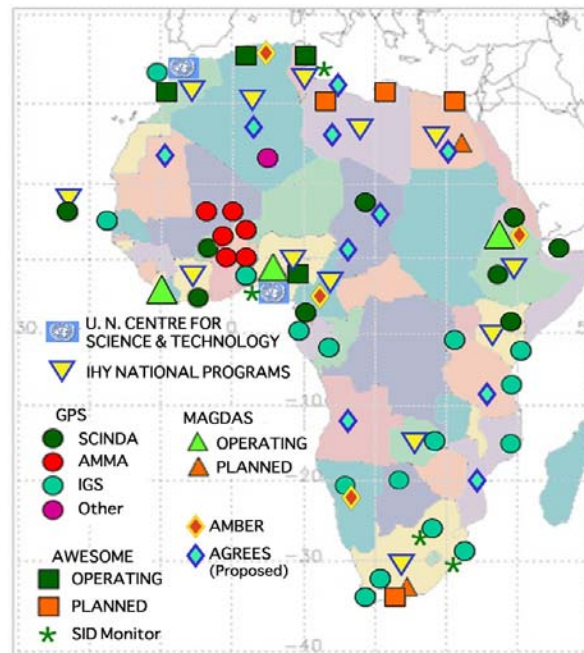 30
0
U. N. CENTRE FOR
SCIENCE & TECHNOLOGY
IHY NATIONAL PROGRAMS
GPS
SCINDA
AMMA
IGS
Other
MAGDAS
OPERATING
PLANNED
AMBER
AGREES
(Proposed)
AWESOME
OPERATING
PLANNED
SID Monitor
−10
−20
−30
−40